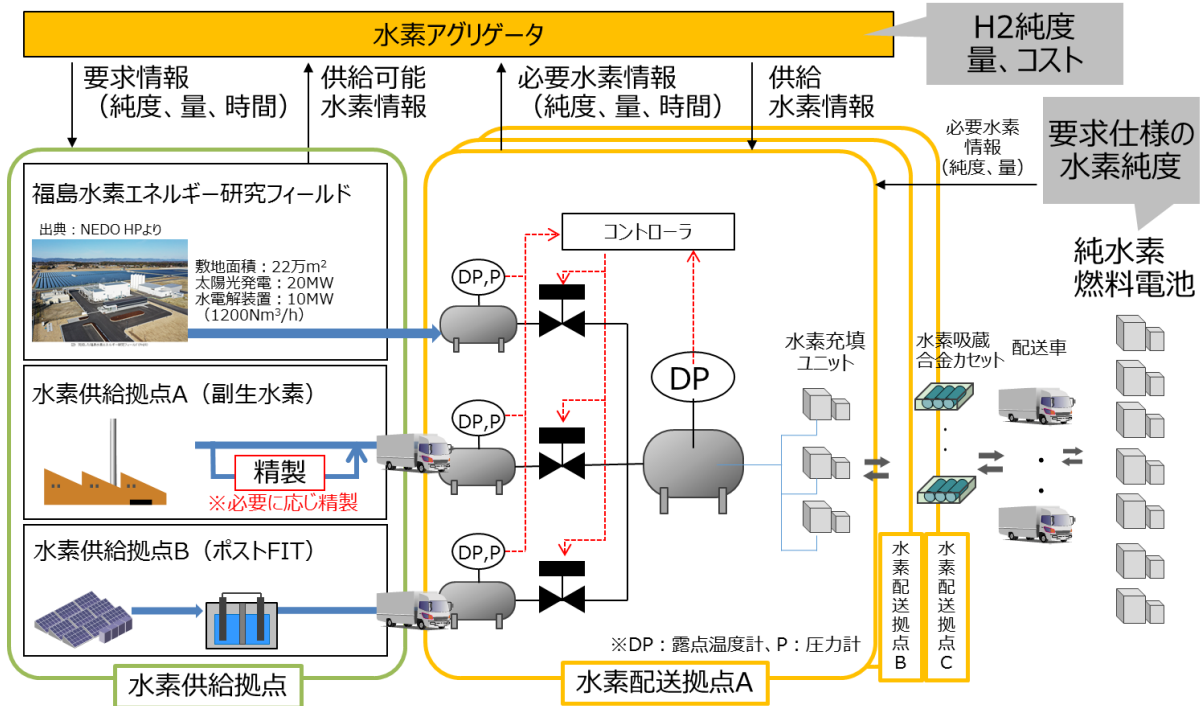 水素アグリゲータ
H2純度
量、コスト
要求情報
（純度、量、時間）
供給可能
水素情報
必要水素情報
（純度、量、時間）
供給
水素情報
必要水素
情報
（純度、量）
要求仕様の
水素純度
福島水素エネルギー研究フィールド
出典：NEDO HPより
敷地面積：22万m²
太陽光発電：20MW
水電解装置：10MW
（1200Nm³/h）
水素供給拠点A（副生水素）
精製
※必要に応じ精製
水素供給拠点B（ポストFIT）
水素供給拠点
コントローラ
DP,P
DP,P
DP,P
DP
水素充填
ユニット
※DP：露点温度計、P：圧力計
水素配送拠点A
水素配送拠点B
水素配送拠点C
水素吸蔵
合金カセット
配送車
純水素
燃料電池